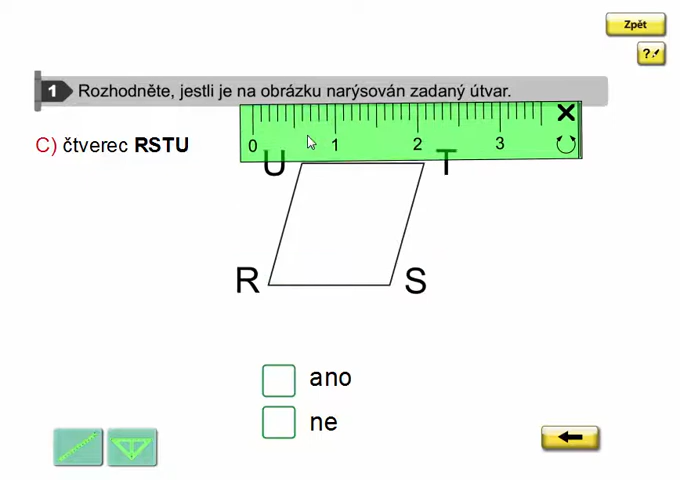 Zpět
?
1 Rozhodněte, jestli je na obrázku narýsován zadaný útvar.
C) čtverec RSTU
0 1 2 3
U T
R S
ano
ne